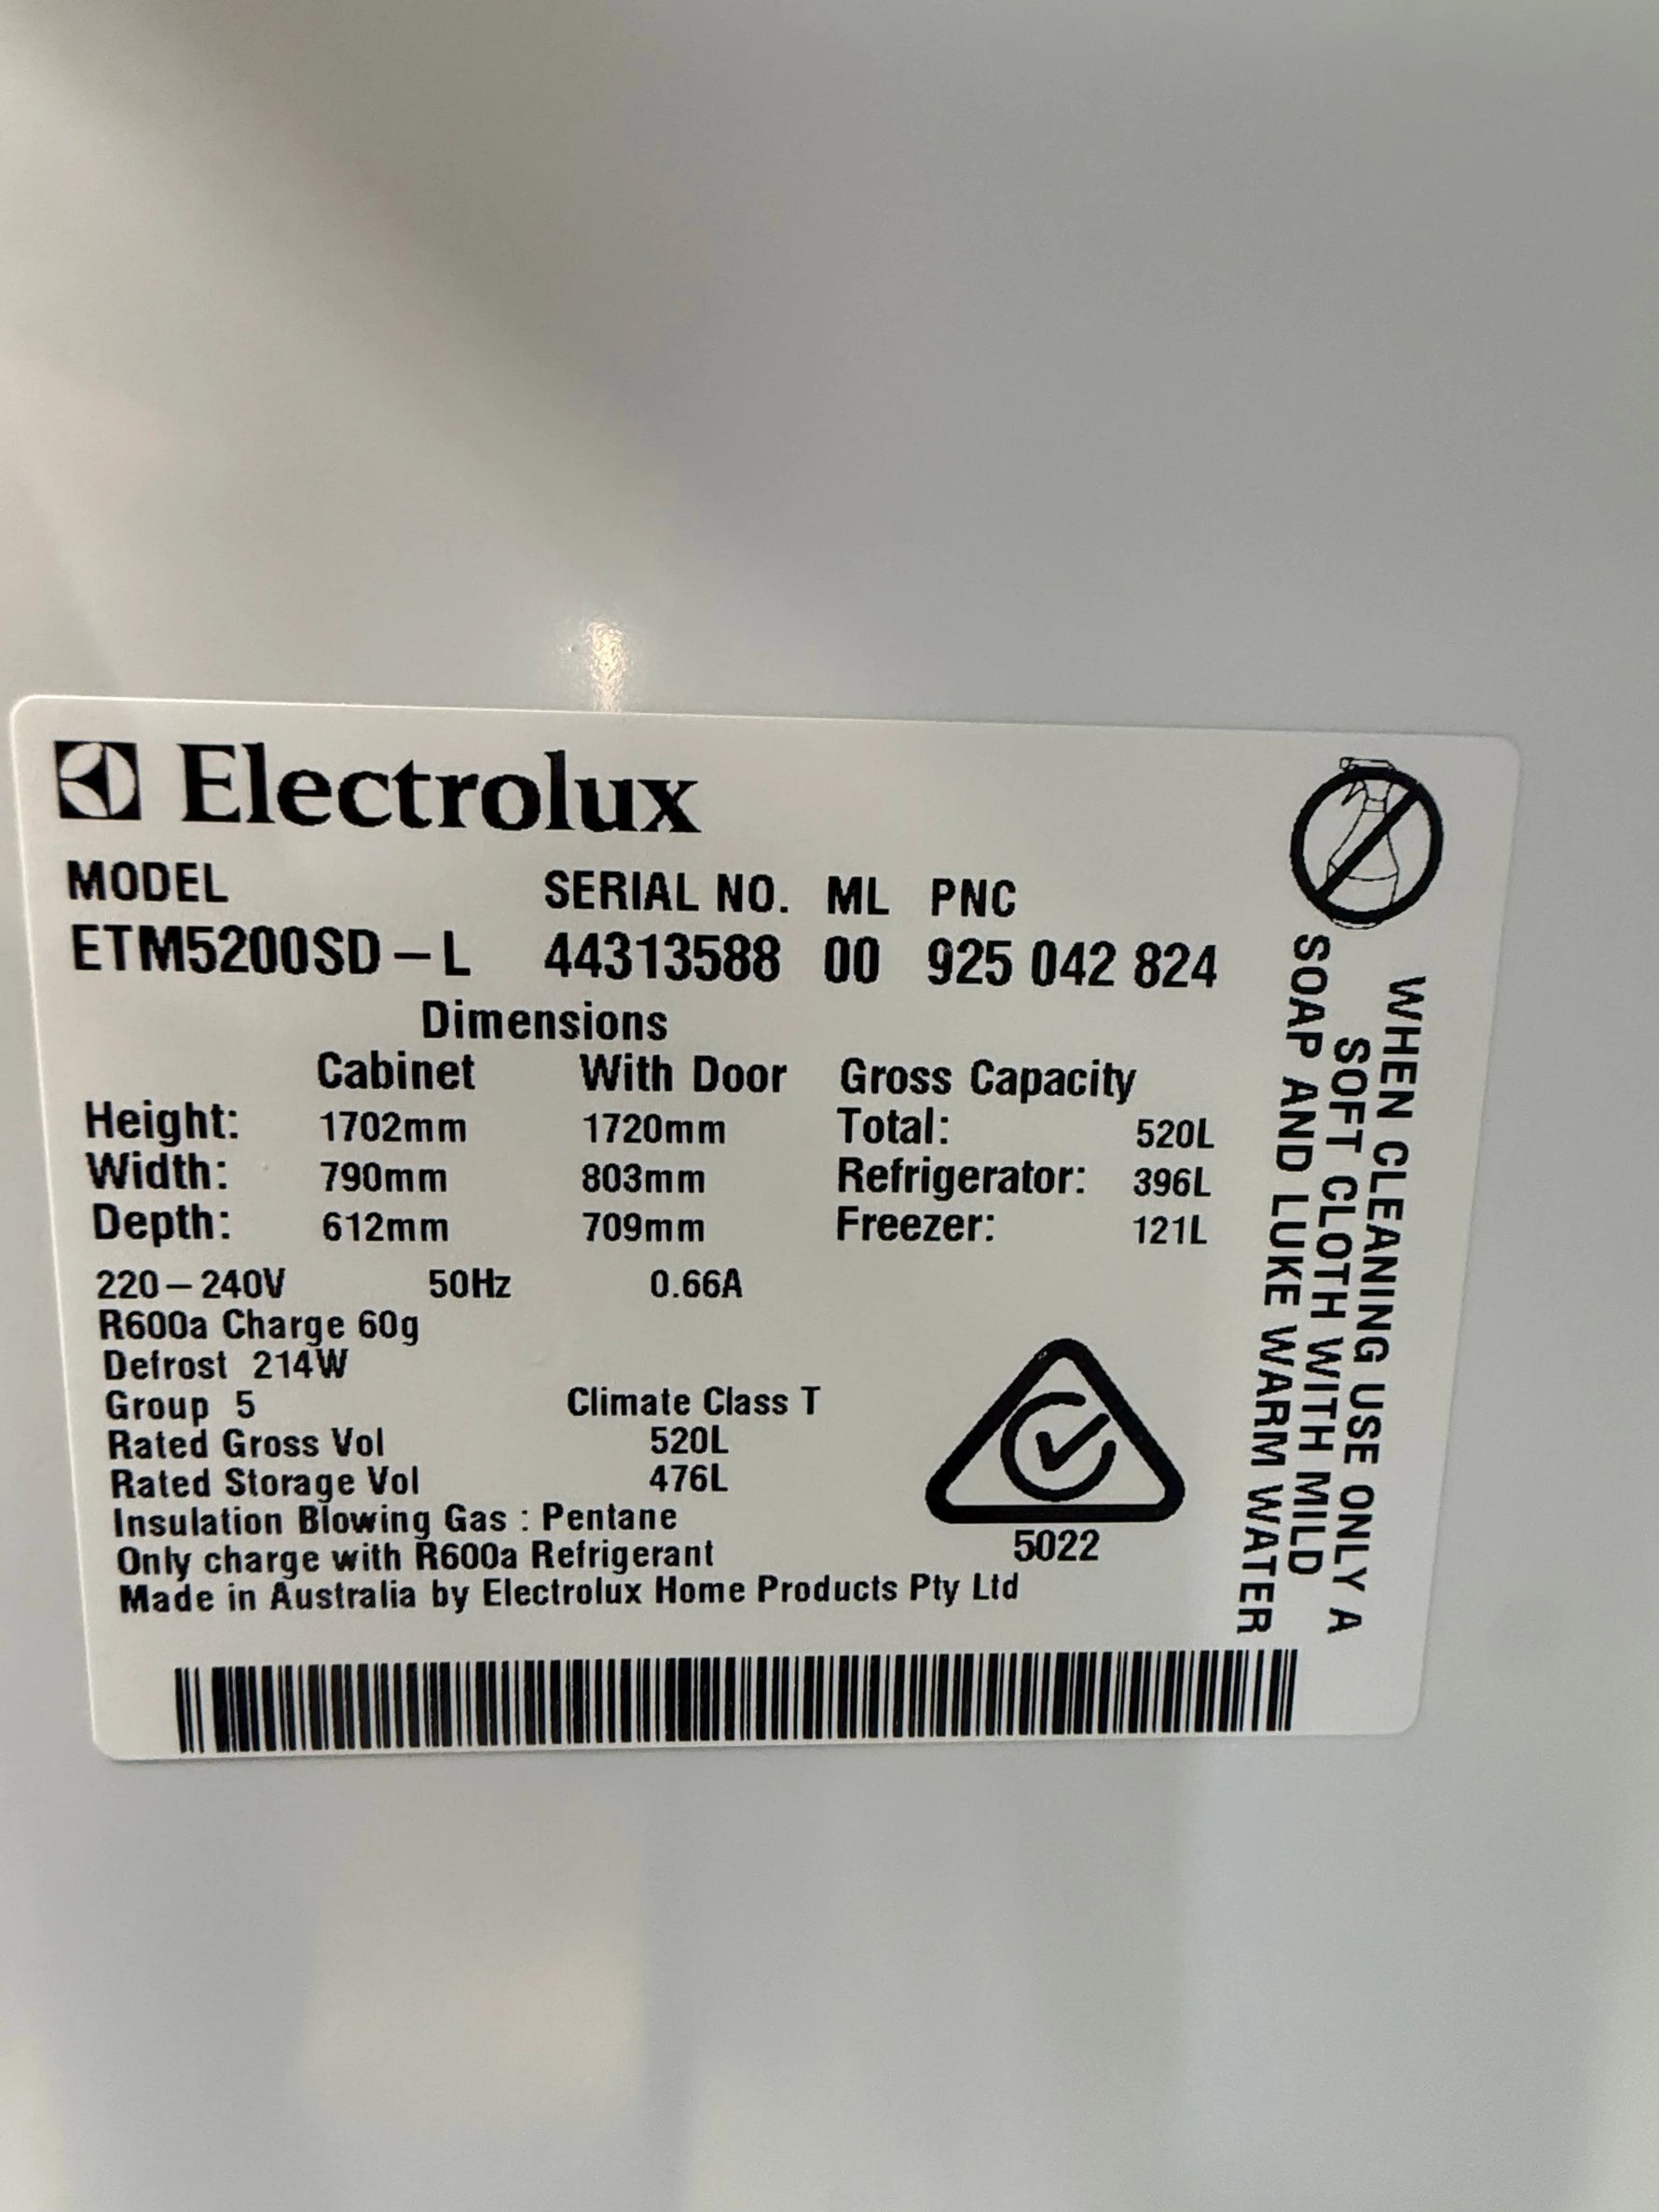 Electrolux
MODEL SERIAL NO. ML PNC
ETM5200SD-L 44313588 00 925 042 824
Dimensions
Cabinet With Door Gross Capacity
Height: 1702mm 1720mm Total: 520L
Width: 790mm 803mm Refrigerator: 396L
Depth: 612mm 709mm Freezer: 121L
220-240V 50Hz 0.66A
R600a Charge 60g
Defrost 214W
Group 5 Climate Class T
Rated Gross Vol 520L
Rated Storage Vol 476L
Insulation Blowing Gas : Pentane
Only charge with R600a Refrigerant
Made in Australia by Electrolux Home Products Pty Ltd
5022
WHEN CLEANING USE ONLY A
SOFT CLOTH WITH MILD
SOAP AND LUKE WARM WATER